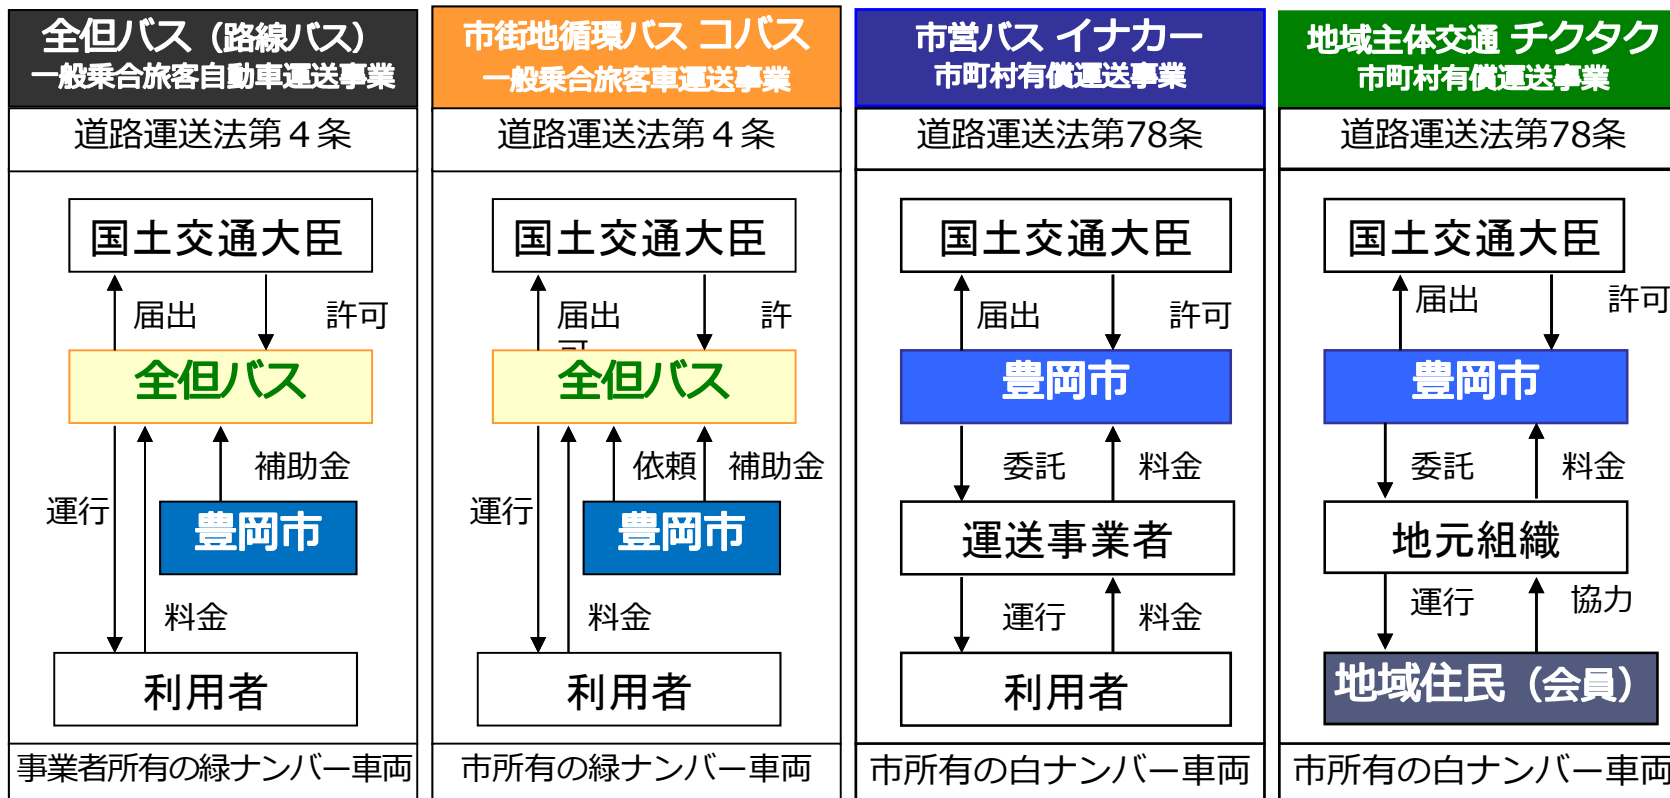 全但バス（路線バス）
一般乗合旅客自動車運送事業
道路運送法第４条
国土交通大臣
届出
許可
全但バス
補助金
運行
豊岡市
料金
利用者
事業者所有の緑ナンバー車両
市街地循環バス コバス
一般乗合旅客車運送事業
道路運送法第４条
国土交通大臣
届出
許
可
全但バス
依頼
補助金
運行
豊岡市
料金
利用者
市所有の緑ナンバー車両
市営バス イナカー
市町村有償運送事業
道路運送法第78条
国土交通大臣
届出
許可
豊岡市
委託
料金
運送事業者
運行
料金
利用者
市所有の白ナンバー車両
地域主体交通 チクタク
市町村有償運送事業
道路運送法第78条
国土交通大臣
届出
許可
豊岡市
委託
料金
地元組織
運行
協力
地域住民（会員）
市所有の白ナンバー車両